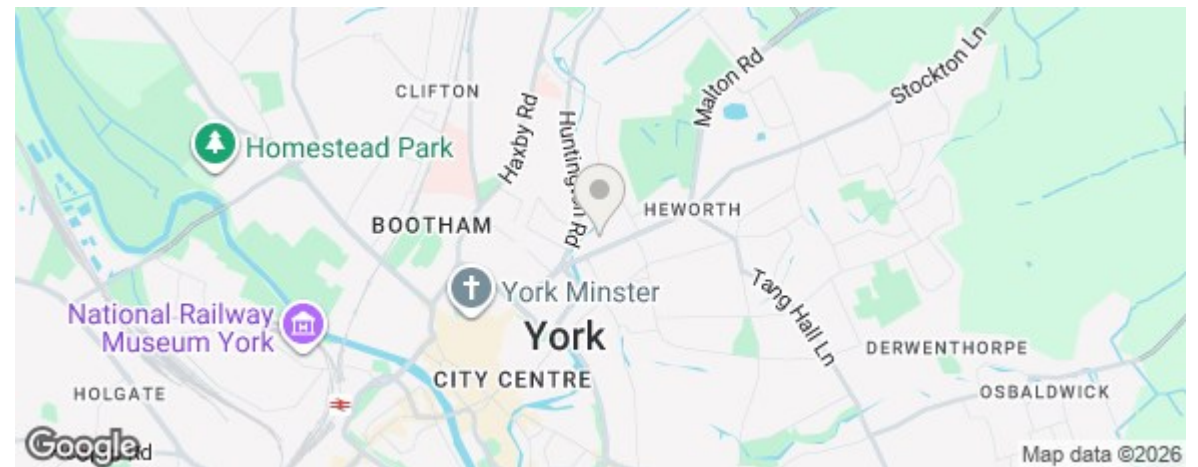 CLIFTON
Haxby Rd
Huntington Rd
Malton Rd
Stockton Ln
Homestead Park
BOOTHAM
HEWORTH
York Minster
National Railway
Museum York
York
Tang Hall Ln
DERWENTHORPE
CITY CENTRE
HOLGATE
OSBALDWICK
Google
Rd
Map data ©2026